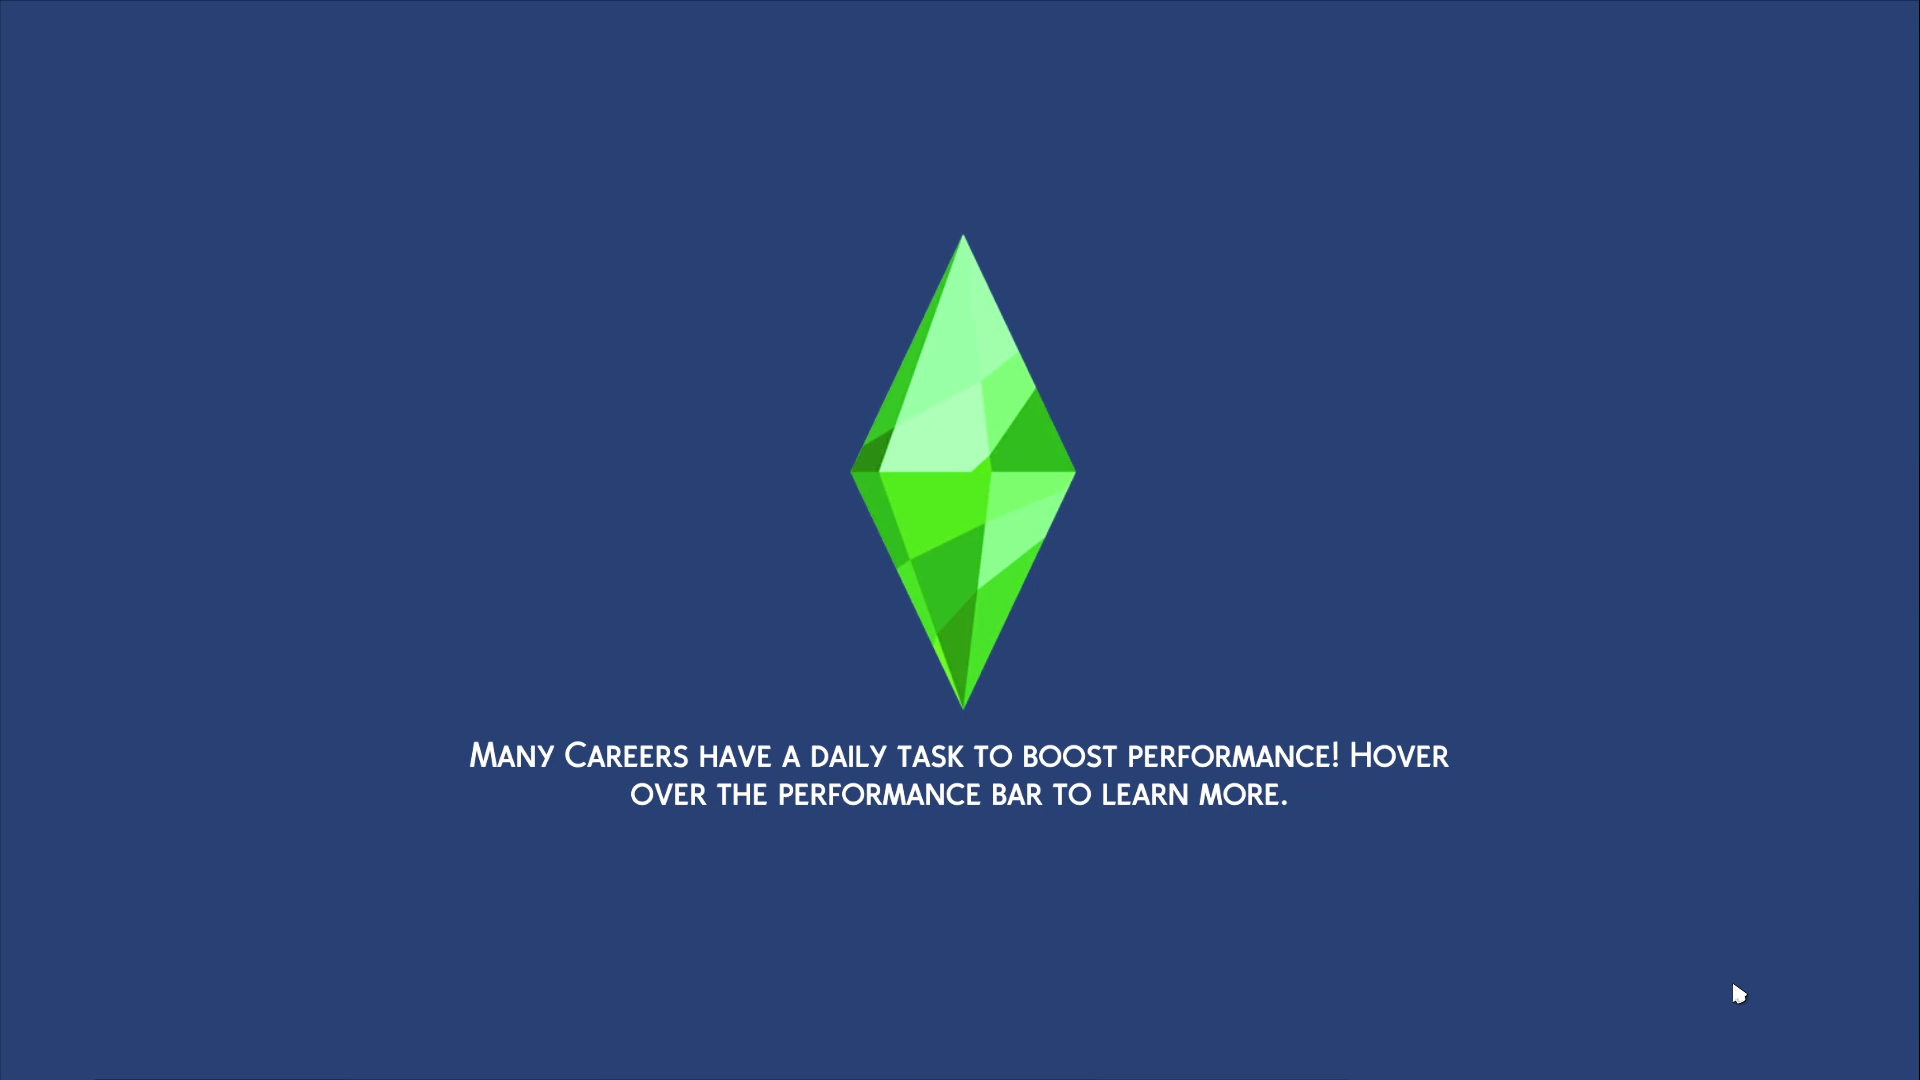 Many Careers have a daily task to boost performance! Hover
over the performance bar to learn more.